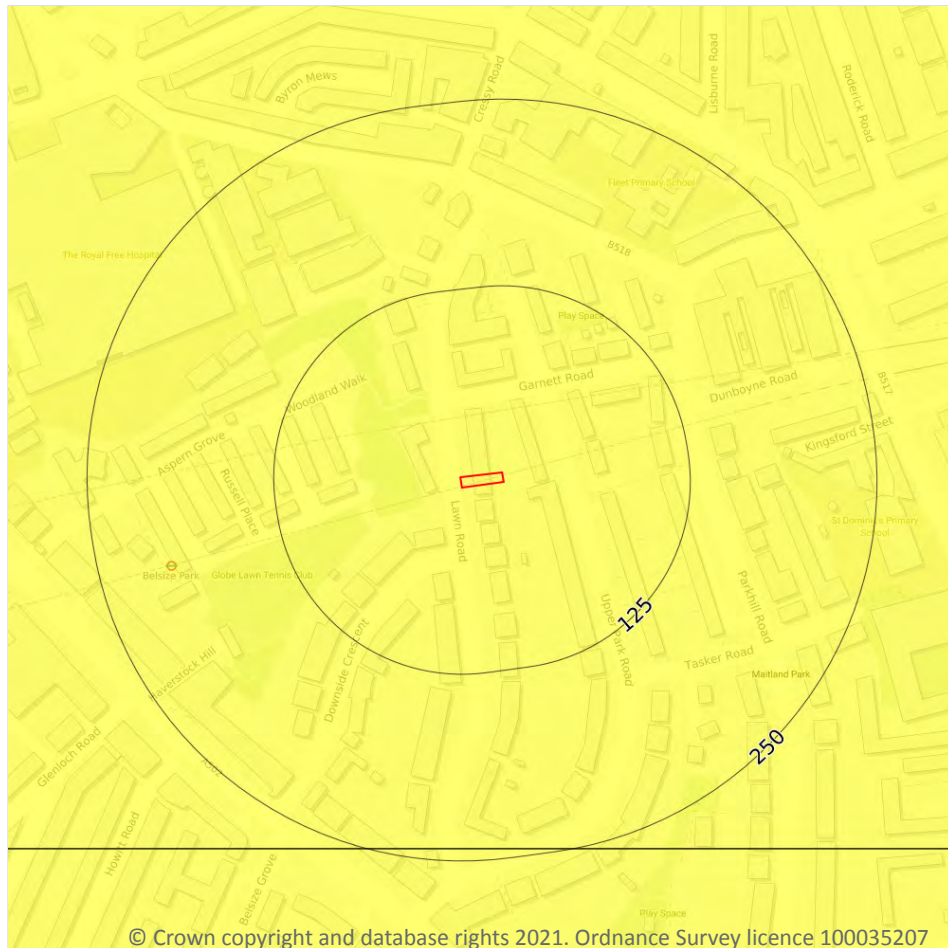 Byron Mews
Cressy Road
Lisburne Road
Roderick Road
Fleet Primary School
The Royal Free Hospital
B518
Play Space
Garnett Road
Woodland Walk
Dunboyne Road
B517
Kingsford Street
Aspern Grove
Russell Place
Lawn Road
St Dominic's Primary
School
Belsize Park
Globe Lawn Tennis Club
125
Upper Park Road
Parkhill Road
Tasker Road
Maitland Park
Haverstock Hill
Downside Crescent
250
Glenloch Road
A502
Howitt Road
Belsize Grove
Play Space
© Crown copyright and database rights 2021. Ordnance Survey licence 100035207